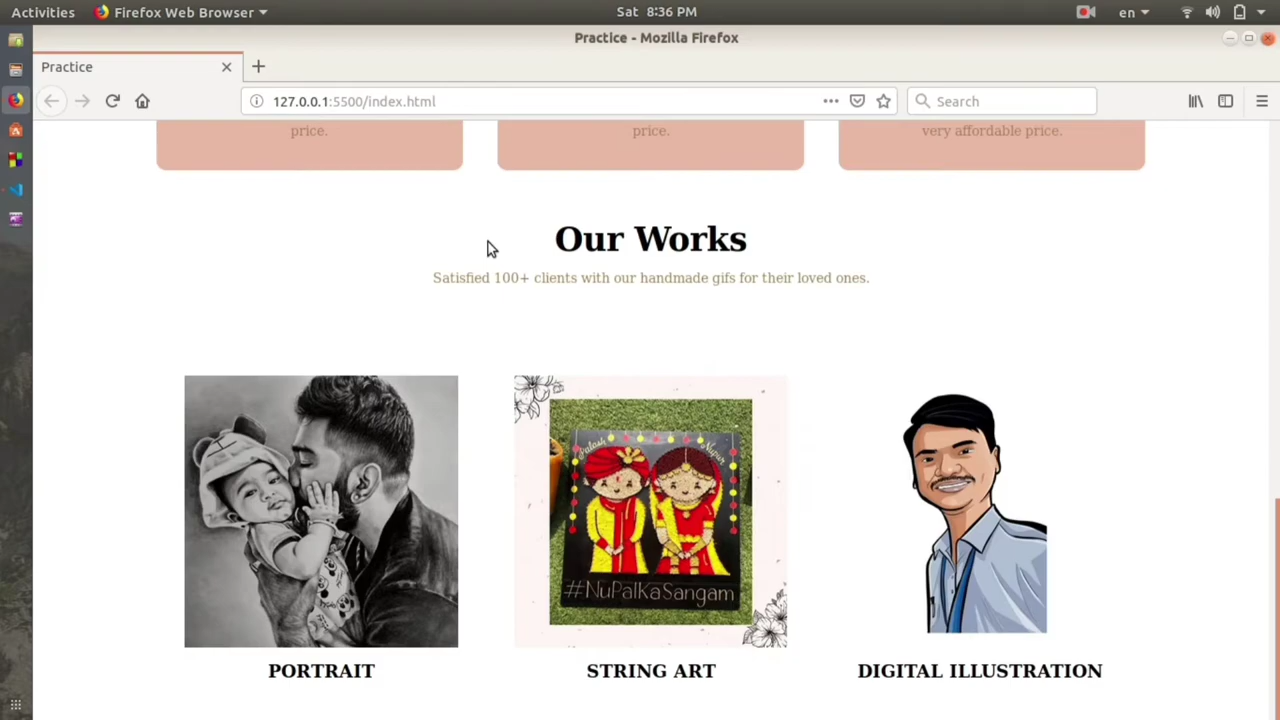 Activities Firefox Web Browser Sat 8:36 PM en
Practice - Mozilla Firefox
Practice
127.0.0.1:5500/index.html Search
price. price. very affordable price.
Our Works
Satisfied 100+ clients with our handmade gifs for their loved ones.
Palash Nupur
#NuPalKaSangam
PORTRAIT STRING ART DIGITAL ILLUSTRATION